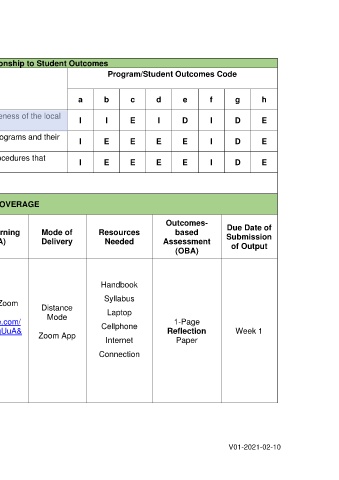 onship to Student Outcomes
Program/Student Outcomes Code
a b c d e f g h
eness of the local I I E I D I D E
ograms and their I E E E E I D E
ocedures that I E E E E I D E
OVERAGE
rning
A)
Mode of
Delivery
Resources
Needed
Outcomes-
based
Assessment
(OBA)
Due Date of
Submission
of Output
Zoom
e.com/
Distance
Mode
Zoom App
Handbook
Syllabus
Laptop
Cellphone
Internet
Connection
1-Page
Reflection
Paper
Week 1
V01-2021-02-10